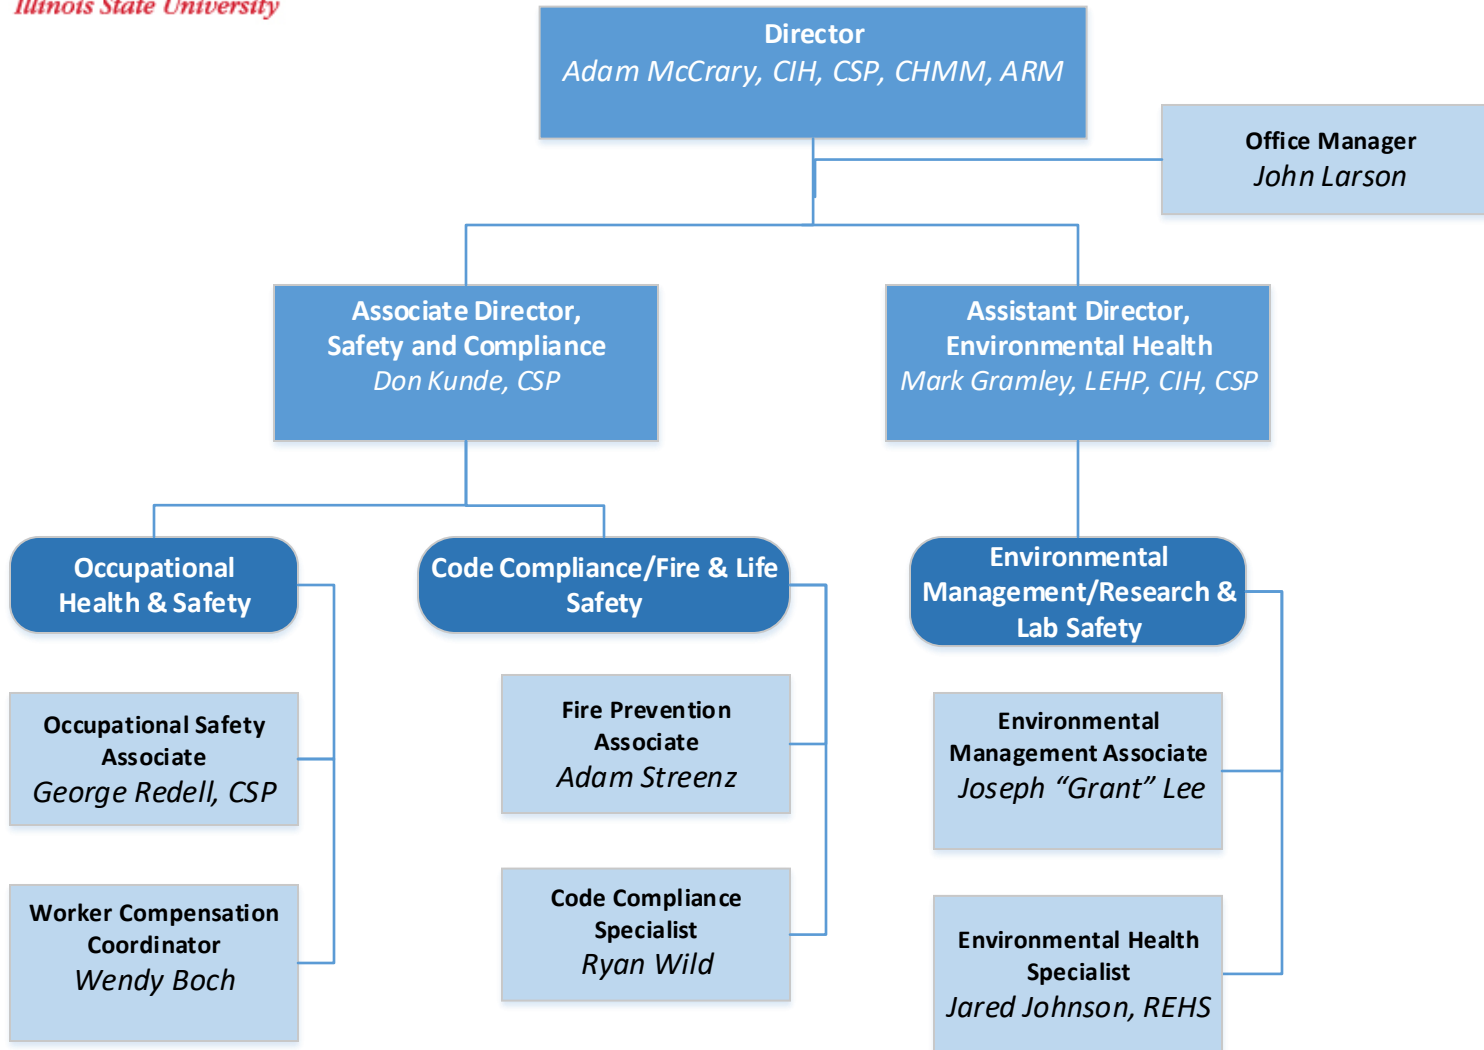 Illinois State University
Director
Adam McCrary, CIH, CSP, CHMM, ARM
Office Manager
John Larson
Associate Director,
Safety and Compliance
Don Kunde, CSP
Assistant Director,
Environmental Health
Mark Gramley, LEHP, CIH, CSP
Occupational
Health & Safety
Code Compliance/Fire & Life
Safety
Environmental
Management/Research &
Lab Safety
Occupational Safety
Associate
George Redell, CSP
Fire Prevention
Associate
Adam Streenz
Environmental
Management Associate
Joseph “Grant” Lee
Worker Compensation
Coordinator
Wendy Boch
Code Compliance
Specialist
Ryan Wild
Environmental Health
Specialist
Jared Johnson, REHS